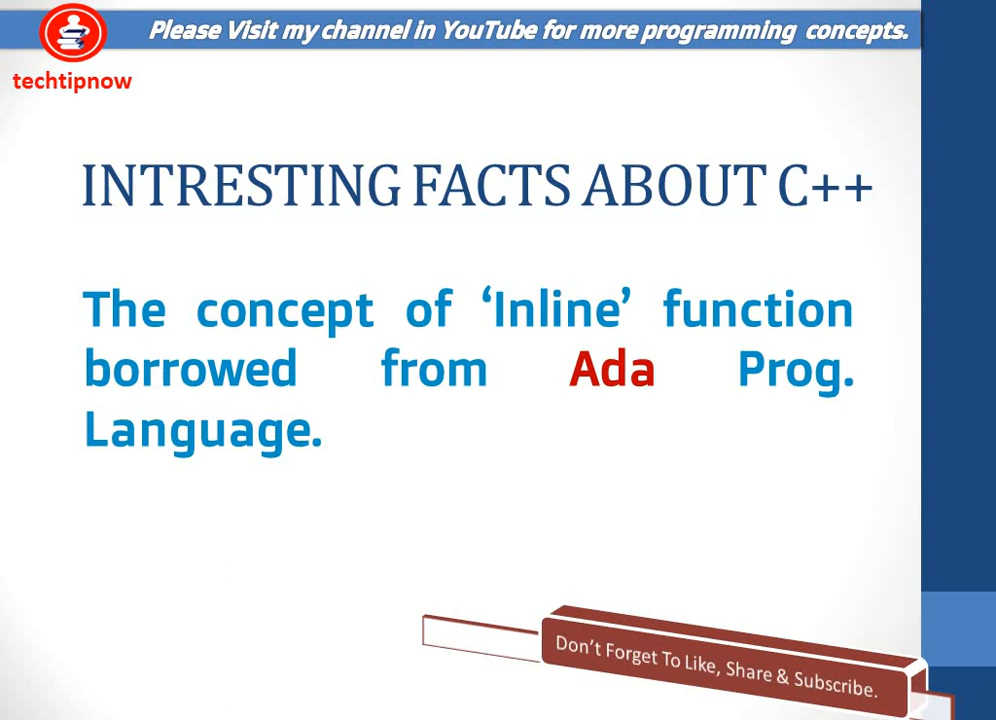 Please Visit my channel in YouTube for more programming concepts.
techtipnow
INTRESTING FACTS ABOUT C++
The concept of ‘Inline’ function
borrowed from Ada Prog.
Language.
Don’t Forget To Like, Share & Subscribe.